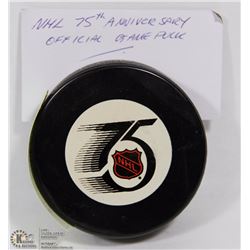 NHL 75th ANNIVERSARY
OFFICIAL GAME PUCK
75
NHL